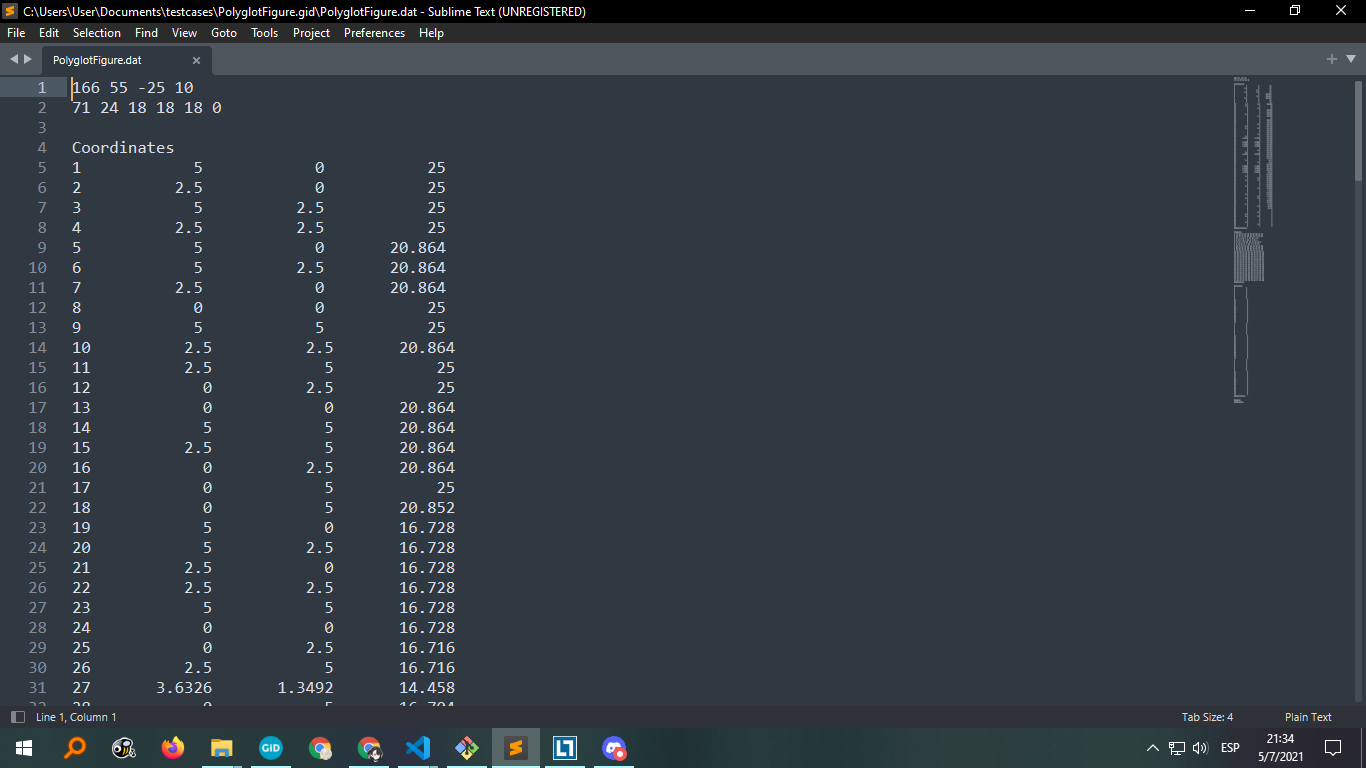 C:\Users\User\Documents\testcases\PolyglotFigure.gid\PolyglotFigure.dat - Sublime Text (UNREGISTERED)
File Edit Selection Find View Goto Tools Project Preferences Help
PolyglotFigure.dat
1 166 55 -25 10
2 71 24 18 18 18 0
3
4 Coordinates
5 1 5 0 25
6 2 2.5 0 25
7 3 5 2.5 25
8 4 2.5 2.5 25
9 5 5 0 20.864
10 6 5 2.5 20.864
11 7 2.5 0 20.864
12 8 0 0 25
13 9 5 5 25
14 10 2.5 2.5 20.864
15 11 2.5 5 25
16 12 0 2.5 25
17 13 0 0 20.864
18 14 5 5 20.864
19 15 2.5 5 20.864
20 16 0 2.5 20.864
21 17 0 5 25
22 18 0 5 20.852
23 19 5 0 16.728
24 20 5 2.5 16.728
25 21 2.5 0 16.728
26 22 2.5 2.5 16.728
27 23 5 5 16.728
28 24 0 0 16.728
29 25 0 2.5 16.716
30 26 2.5 5 16.716
31 27 3.6326 1.3492 14.458
32 28 0 5 16.704
Line 1, Column 1
Tab Size: 4
Plain Text
GiD
ESP
21:34
5/7/2021